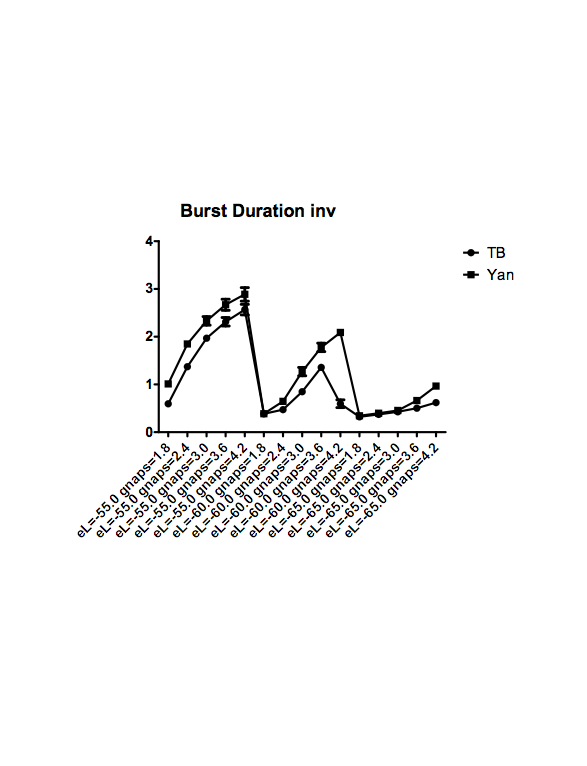 Burst Duration inv
4
3
2
1
0
TB
Yan
eL=-55.0 gnaps=1.8
eL=-55.0 gnaps=2.4
eL=-55.0 gnaps=3.0
eL=-55.0 gnaps=3.6
eL=-55.0 gnaps=4.2
eL=-60.0 gnaps=1.8
eL=-60.0 gnaps=2.4
eL=-60.0 gnaps=3.0
eL=-60.0 gnaps=3.6
eL=-60.0 gnaps=4.2
eL=-65.0 gnaps=1.8
eL=-65.0 gnaps=2.4
eL=-65.0 gnaps=3.0
eL=-65.0 gnaps=3.6
eL=-65.0 gnaps=4.2